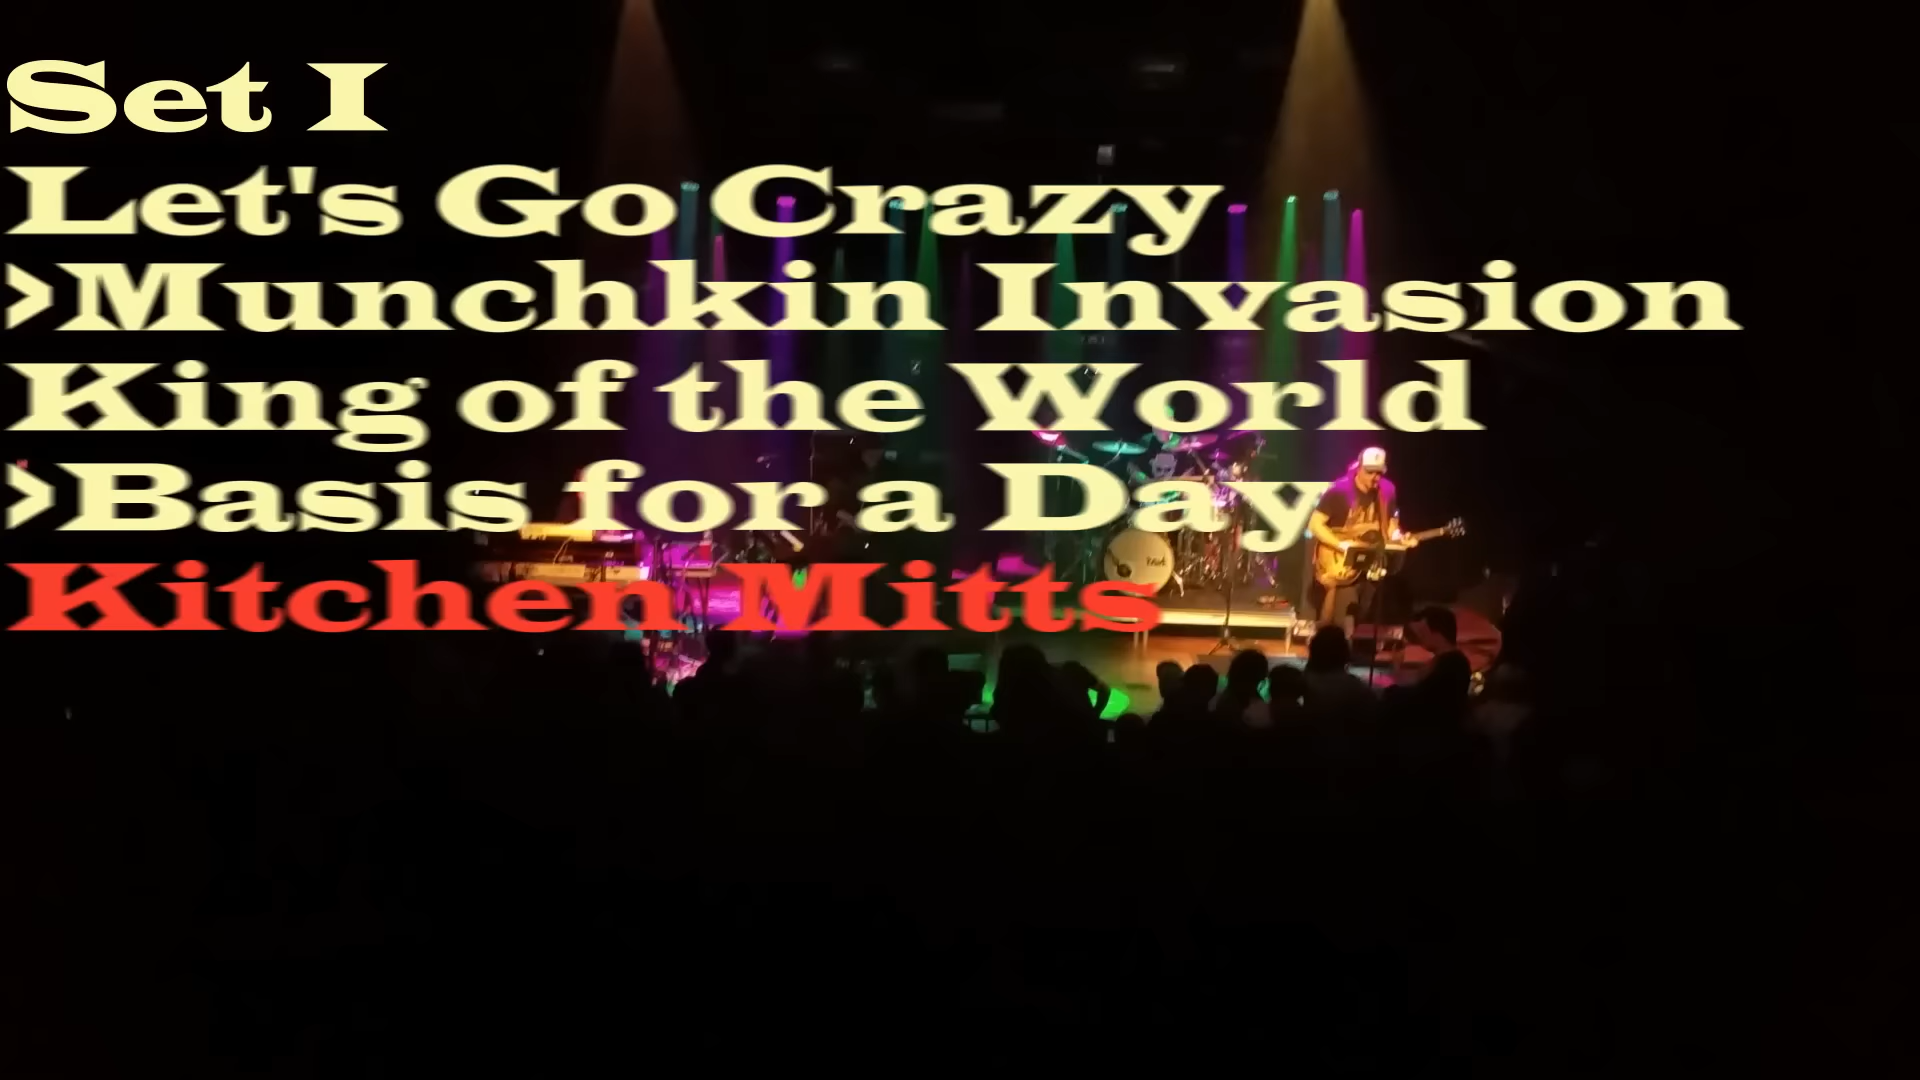 Set I
Let's Go Crazy
>Munchkin Invasion
King of the World
>Basis for a Day
Kitchen Mitts